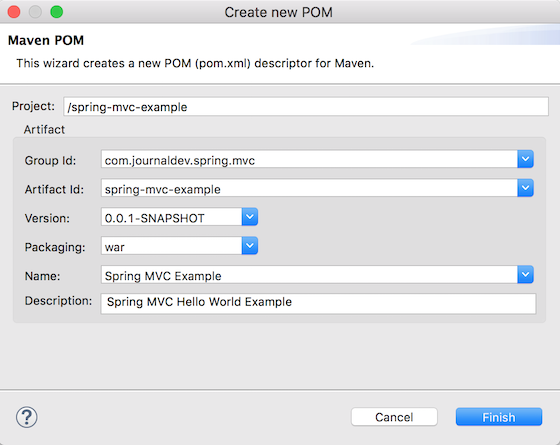 Create new POM
Maven POM
This wizard creates a new POM (pom.xml) descriptor for Maven.
Project: /spring-mvc-example
Artifact
Group Id: com.journaldev.spring.mvc
Artifact Id: spring-mvc-example
Version: 0.0.1-SNAPSHOT
Packaging: war
Name: Spring MVC Example
Description: Spring MVC Hello World Example
? Cancel Finish